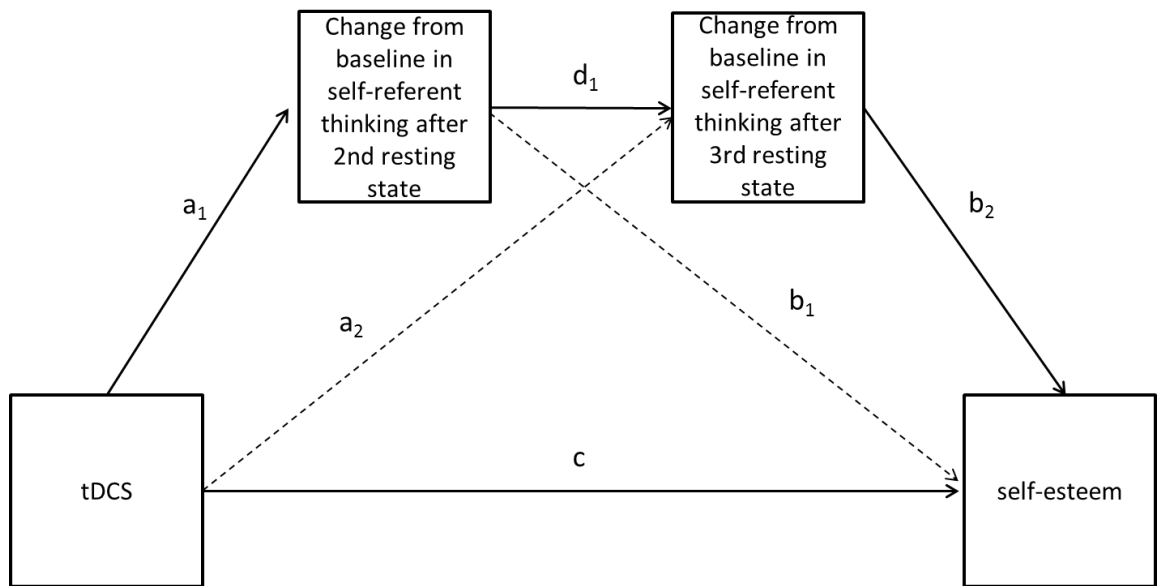 Change from
baseline in
self-referent
thinking after
2nd resting
state
d₁
Change from
baseline in
self-referent
thinking after
3rd resting
state
a₁
b₂
a₂
b₁
c
tDCS
self-esteem